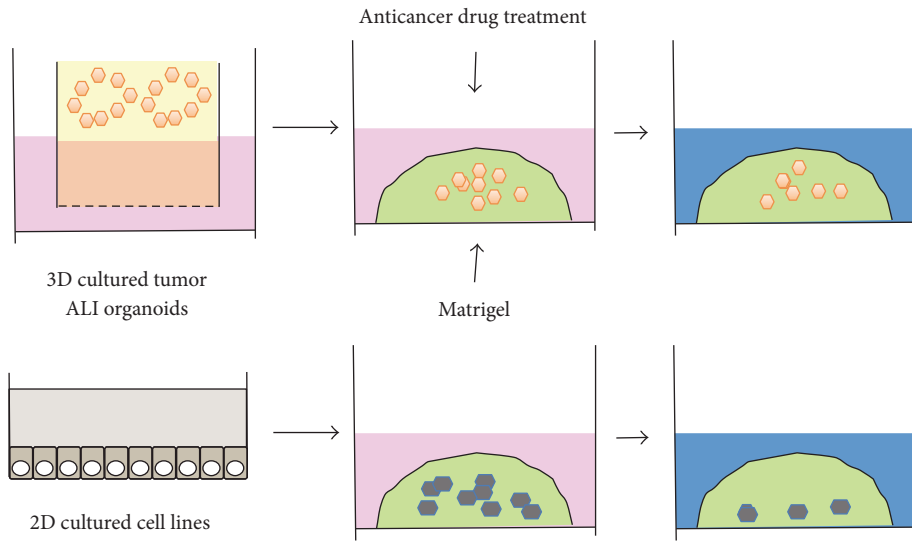 Anticancer drug treatment
3D cultured tumor
ALI organoids
Matrigel
2D cultured cell lines